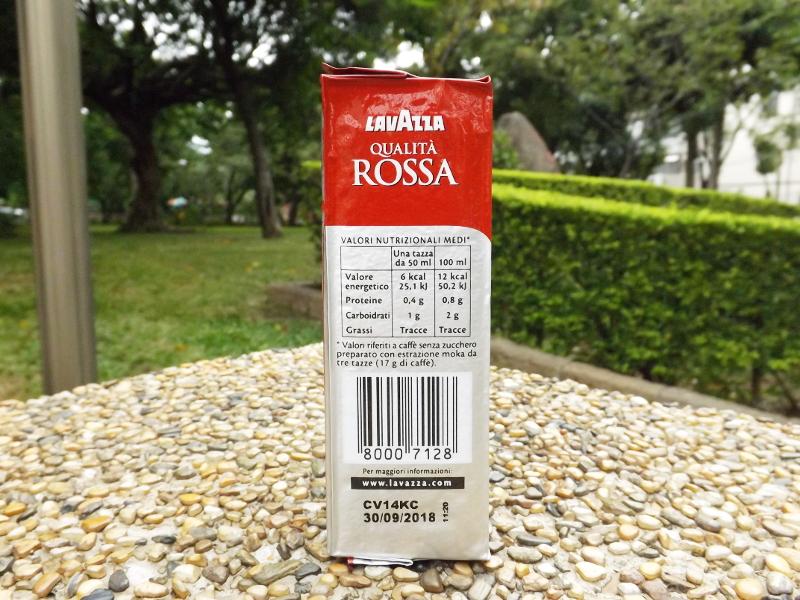 LAVAZZA
QUALITÀ
ROSSA
VALORI NUTRIZIONALI MEDI*
Una tazza da 50 ml 100 ml
Valore energetico 6 kcal 25,1 kJ 12 kcal 50,2 kJ
Proteine 0,4 g 0,8 g
Carboidrati 1 g 2 g
Grassi Tracce Tracce
* Valori riferiti a caffè senza zucchero
preparato con estrazione moka da
tre tazze (17 g di caffè).
8000 7128
Per maggiori informazioni:
www.lavazza.com
CV14KC
30/09/2018 11:20